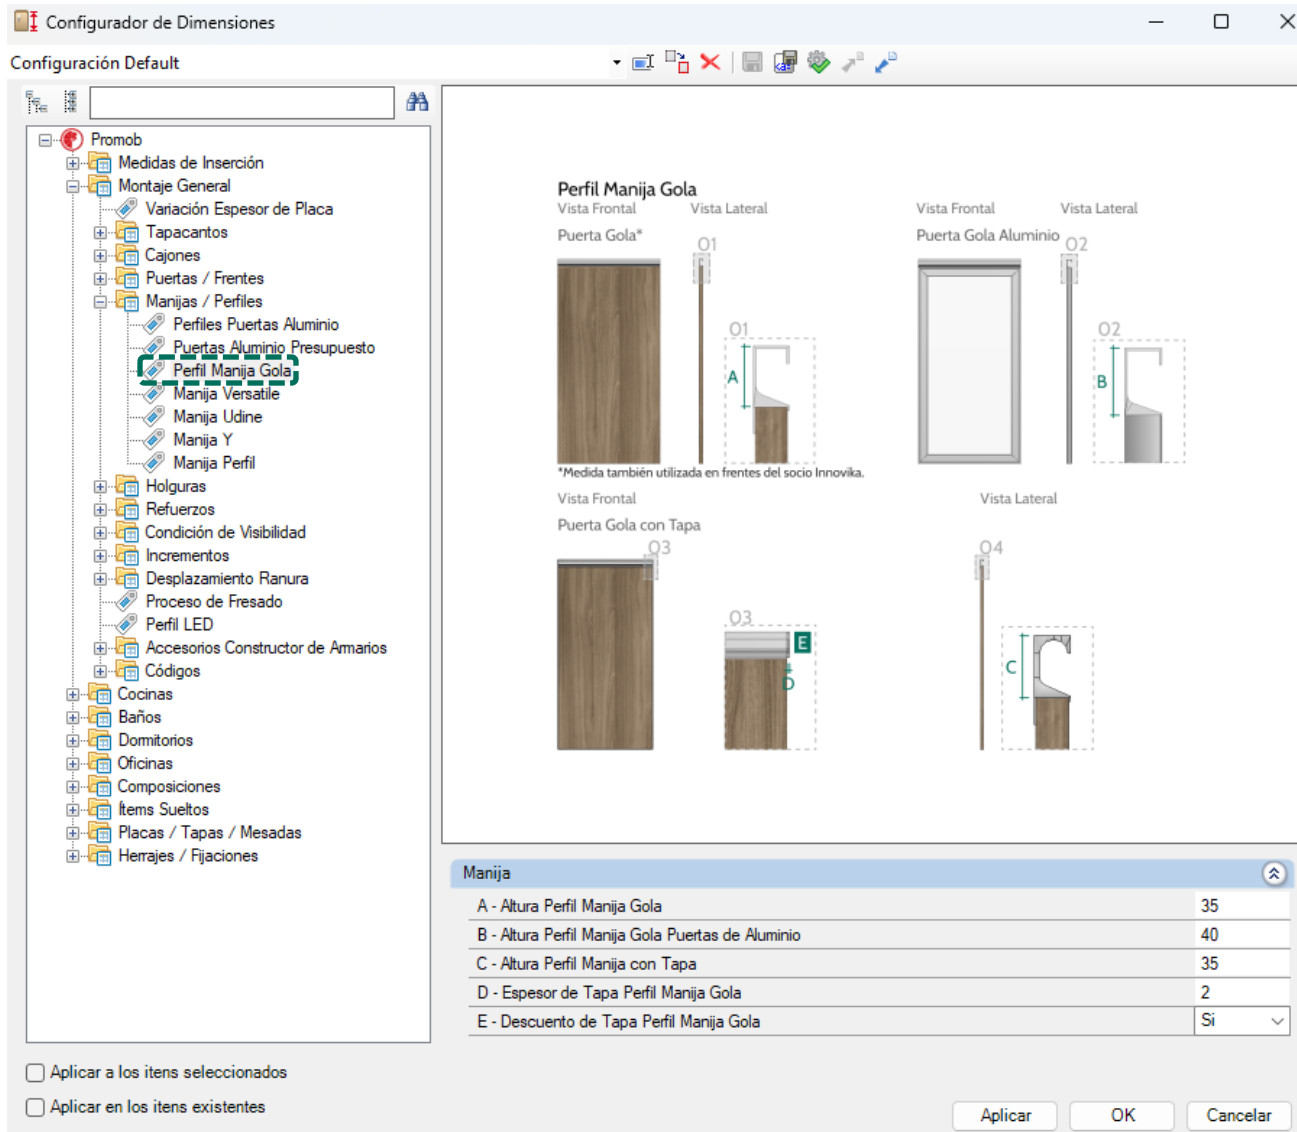 Configurador de Dimensiones
Configuración Default
Promob
Medidas de Inserción
Montaje General
Variación Espesor de Placa
Tapacantos
Cajones
Puertas / Frentes
Manijas / Perfiles
Perfiles Puertas Aluminio
Puertas Aluminio Presupuesto
Perfil Manija Gola
Manija Versatile
Manija Udine
Manija Y
Manija Perfil
Holguras
Refuerzos
Condición de Visibilidad
Incrementos
Desplazamiento Ranura
Proceso de Fresado
Perfil LED
Accesorios Constructor de Armarios
Códigos
Cocinas
Baños
Dormitorios
Oficinas
Composiciones
Ítems Sueltos
Placas / Tapas / Mesadas
Herrajes / Fijaciones
Aplicar a los itens seleccionados
Aplicar en los itens existentes
Perfil Manija Gola
Vista Frontal Vista Lateral Vista Frontal Vista Lateral
Puerta Gola* Puerta Gola Aluminio
01 02
01 02
A B
*Medida también utilizada en frentes del socio Innovika.
Vista Frontal Vista Lateral
Puerta Gola con Tapa
03 04
03
E
D
C
Manija
A - Altura Perfil Manija Gola 35
B - Altura Perfil Manija Gola Puertas de Aluminio 40
C - Altura Perfil Manija con Tapa 35
D - Espesor de Tapa Perfil Manija Gola 2
E - Descuento de Tapa Perfil Manija Gola Si
Aplicar OK Cancelar